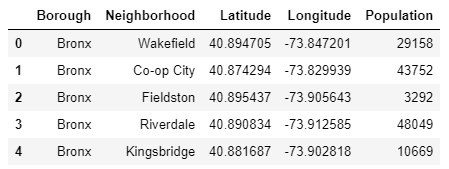 Borough Neighborhood Latitude Longitude Population
0 Bronx Wakefield 40.894705 -73.847201 29158
1 Bronx Co-op City 40.874294 -73.829939 43752
2 Bronx Fieldston 40.895437 -73.905643 3292
3 Bronx Riverdale 40.890834 -73.912585 48049
4 Bronx Kingsbridge 40.881687 -73.902818 10669